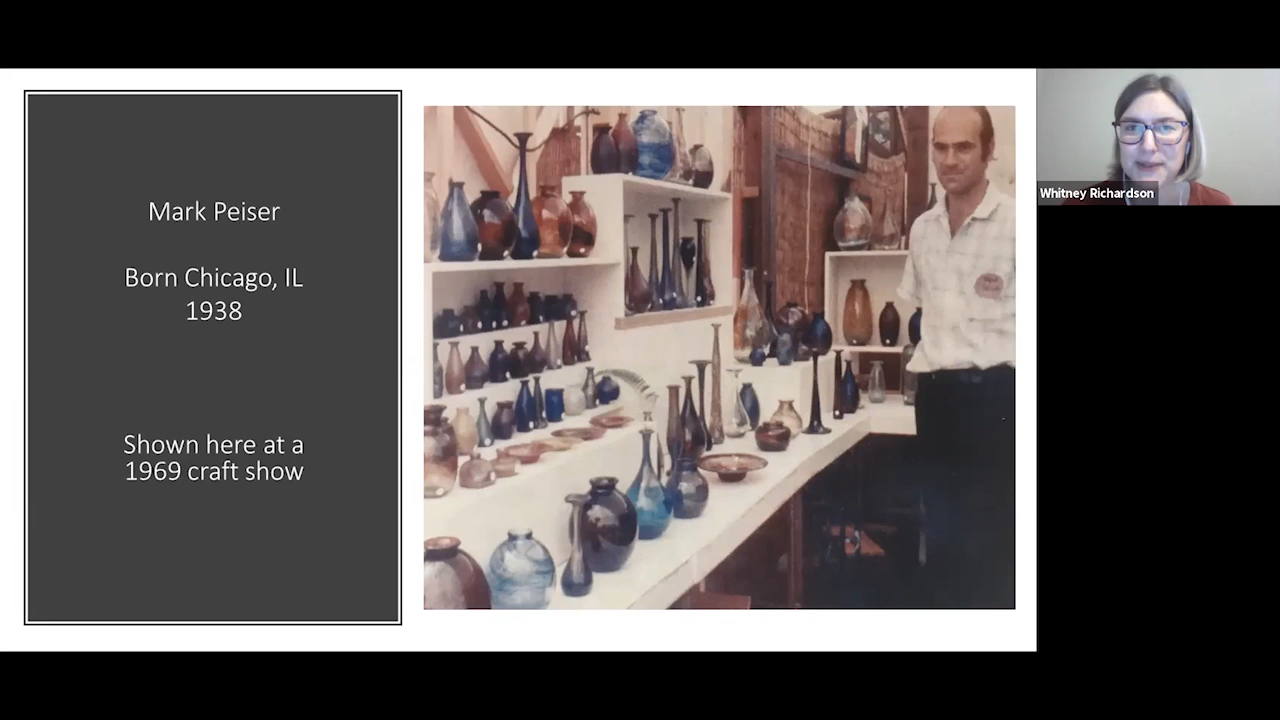 Mark Peiser
Born Chicago, IL
1938
Shown here at a
1969 craft show
Whitney Richardson